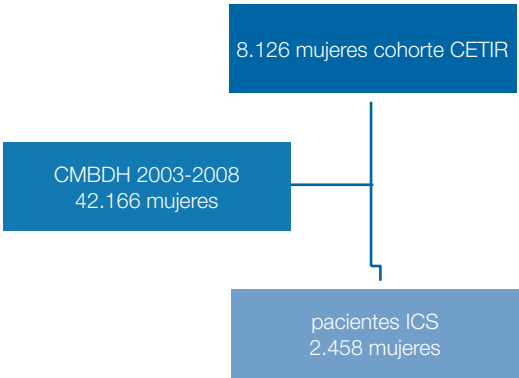 8.126 mujeres cohorte CETIR
CMBDH 2003-2008
42.166 mujeres
pacientes ICS
2.458 mujeres